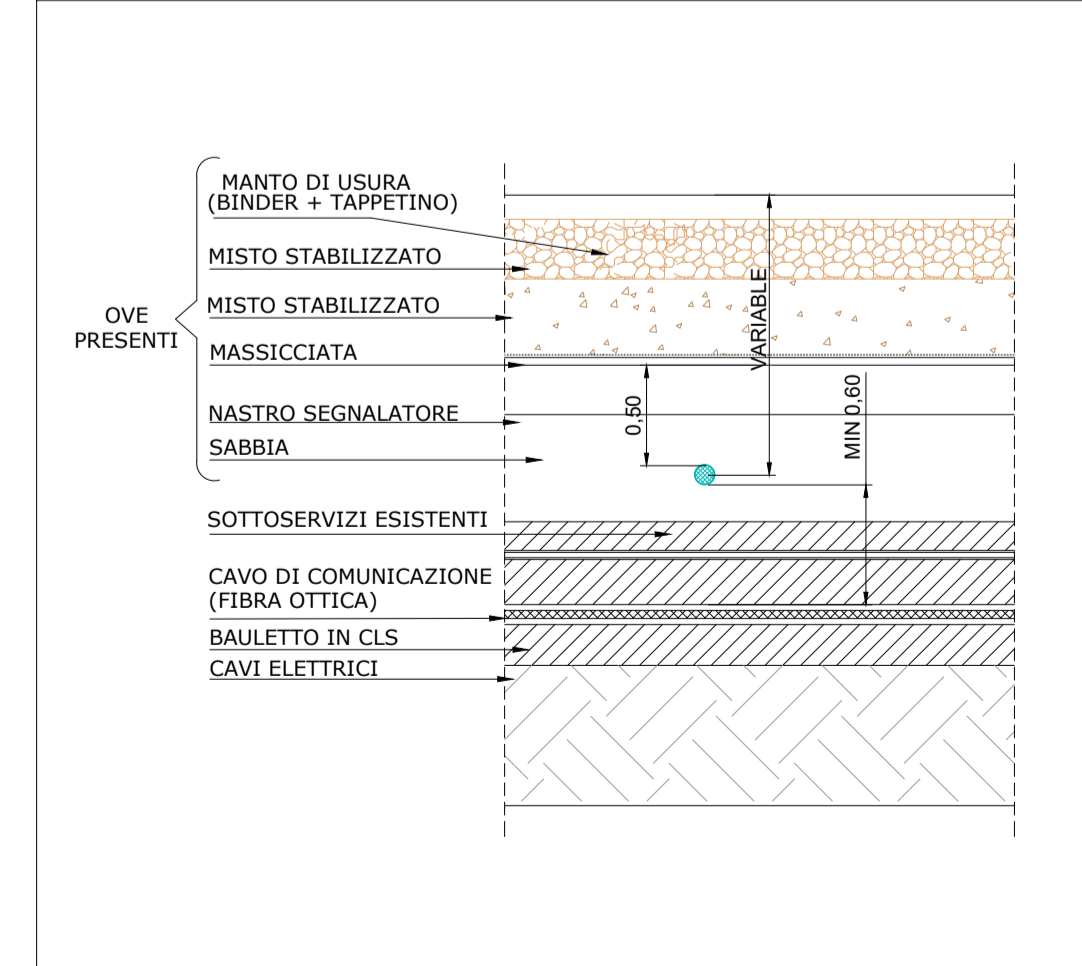 MANTO DI USURA
(BINDER + TAPPETINO)
MISTO STABILIZZATO
MISTO STABILIZZATO
OVE
PRESENTI
MASSICCIATA
NASTRO SEGNALATORE
SABBIA
SOTTOSERVIZI ESISTENTI
CAVO DI COMUNICAZIONE
(FIBRA OTTICA)
BAULETTO IN CLS
CAVI ELETTRICI
0,50
VARIABLE
MIN 0,60